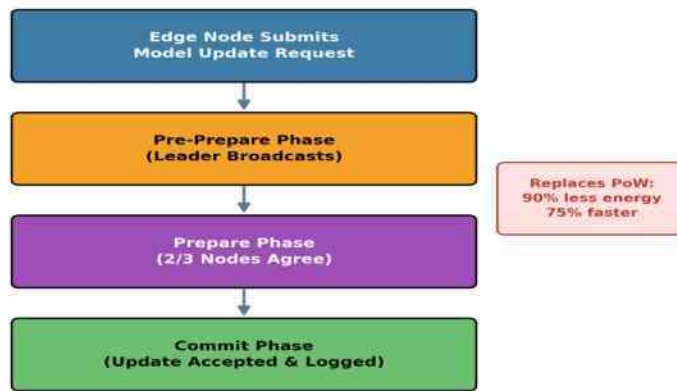 Edge Node Submits
Model Update Request
Pre-Prepare Phase
(Leader Broadcasts)
Replaces PoW:
90% less energy
75% faster
Prepare Phase
(2/3 Nodes Agree)
Commit Phase
(Update Accepted & Logged)